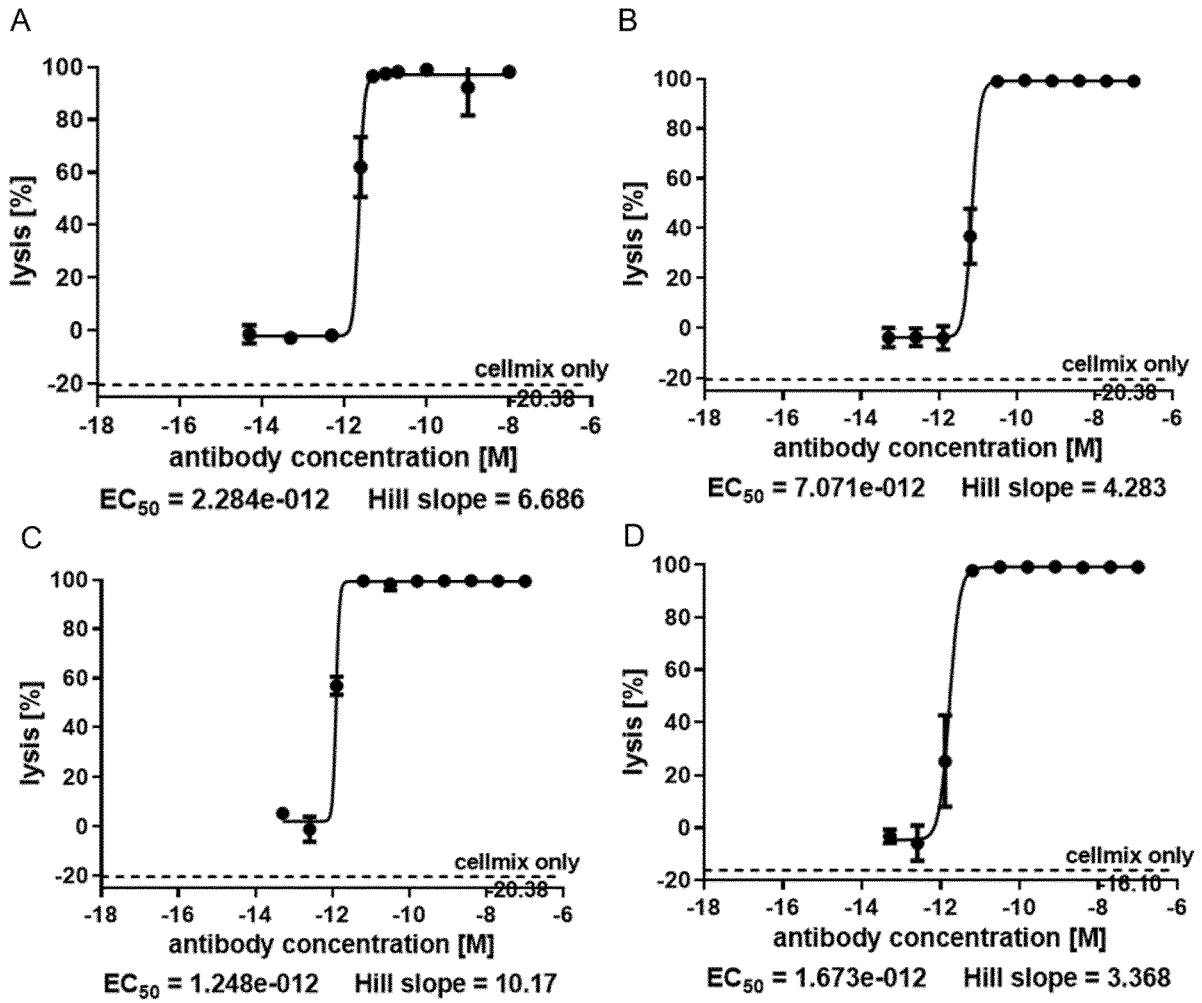 A
100
80
60
40
20
0
-20
lysis [%]
cellmix only
-20.38
-18 -16 -14 -12 -10 -8 -6
antibody concentration [M]
EC50 = 2.284e-012 Hill slope = 6.686
B
100
80
60
40
20
0
-20
lysis [%]
cellmix only
-20.38
-18 -16 -14 -12 -10 -8 -6
antibody concentration [M]
EC50 = 7.071e-012 Hill slope = 4.283
C
100
80
60
40
20
0
-20
lysis [%]
cellmix only
-20.38
-18 -16 -14 -12 -10 -8 -6
antibody concentration [M]
EC50 = 1.248e-012 Hill slope = 10.17
D
100
80
60
40
20
0
-20
lysis [%]
cellmix only
-16.10
-18 -16 -14 -12 -10 -8 -6
antibody concentration [M]
EC50 = 1.673e-012 Hill slope = 3.368